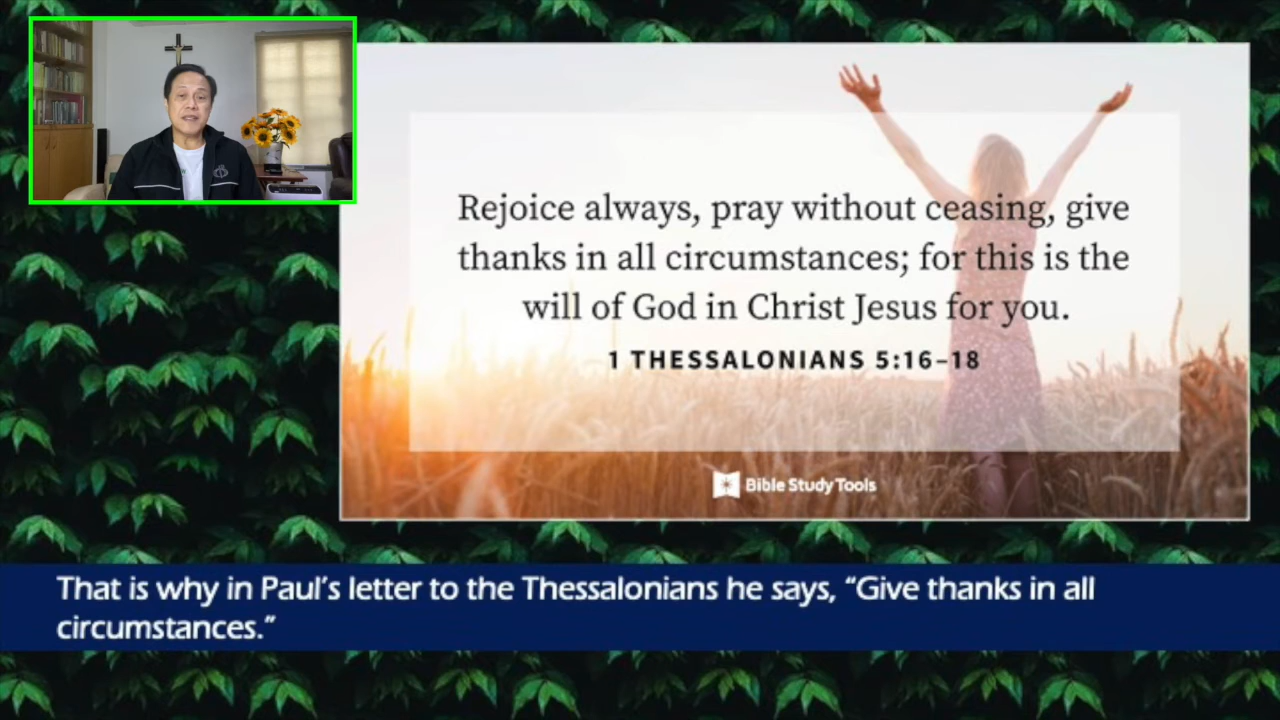 Rejoice always, pray without ceasing, give
thanks in all circumstances; for this is the
will of God in Christ Jesus for you.
1 THESSALONIANS 5:16–18
Bible Study Tools
That is why in Paul's letter to the Thessalonians he says, “Give thanks in all
circumstances.”